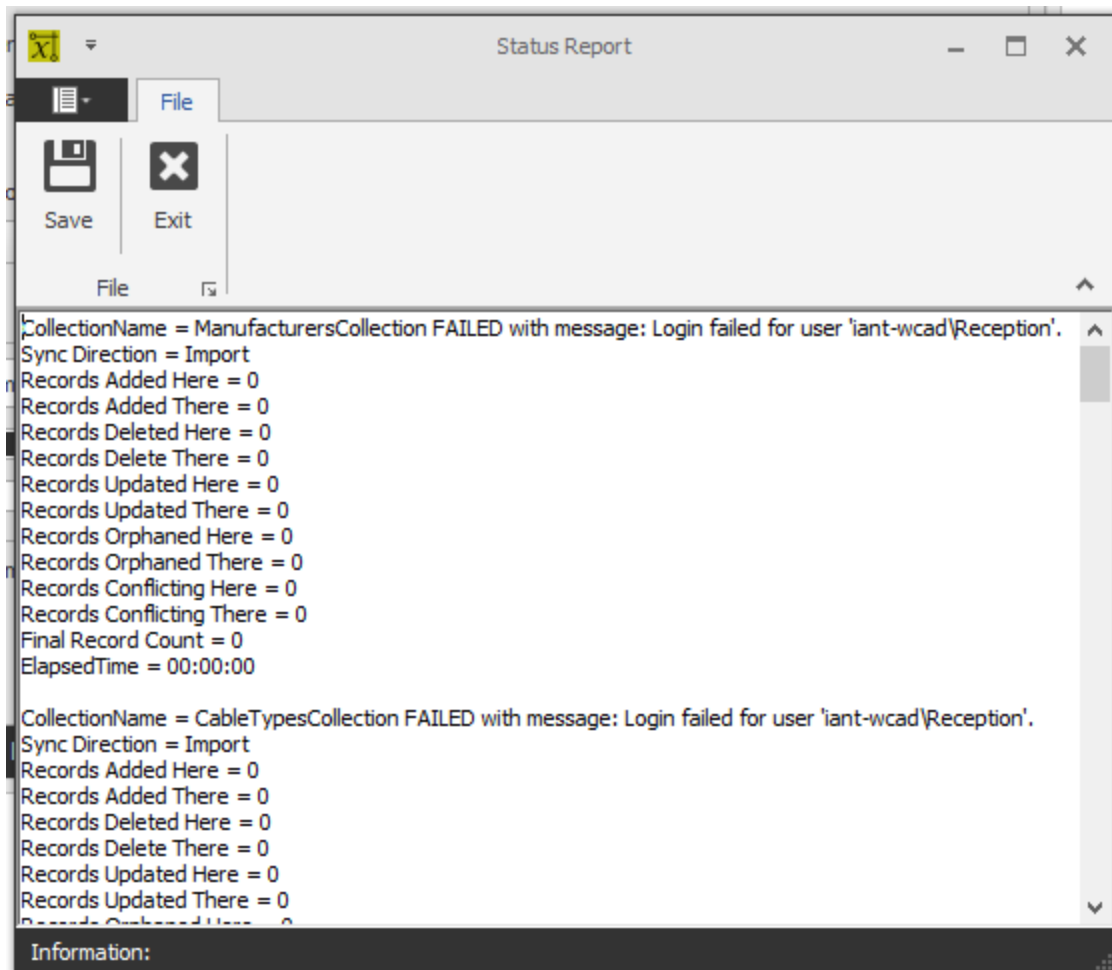 Status Report
File
Save
Exit
File
CollectionName = ManufacturersCollection FAILED with message: Login failed for user 'iant-wcad\Reception'.
Sync Direction = Import
Records Added Here = 0
Records Added There = 0
Records Deleted Here = 0
Records Delete There = 0
Records Updated Here = 0
Records Updated There = 0
Records Orphaned Here = 0
Records Orphaned There = 0
Records Conflicting Here = 0
Records Conflicting There = 0
Final Record Count = 0
ElapsedTime = 00:00:00
CollectionName = CableTypesCollection FAILED with message: Login failed for user 'iant-wcad\Reception'.
Sync Direction = Import
Records Added Here = 0
Records Added There = 0
Records Deleted Here = 0
Records Delete There = 0
Records Updated Here = 0
Records Updated There = 0
Records Orphaned Here = 0
Information: